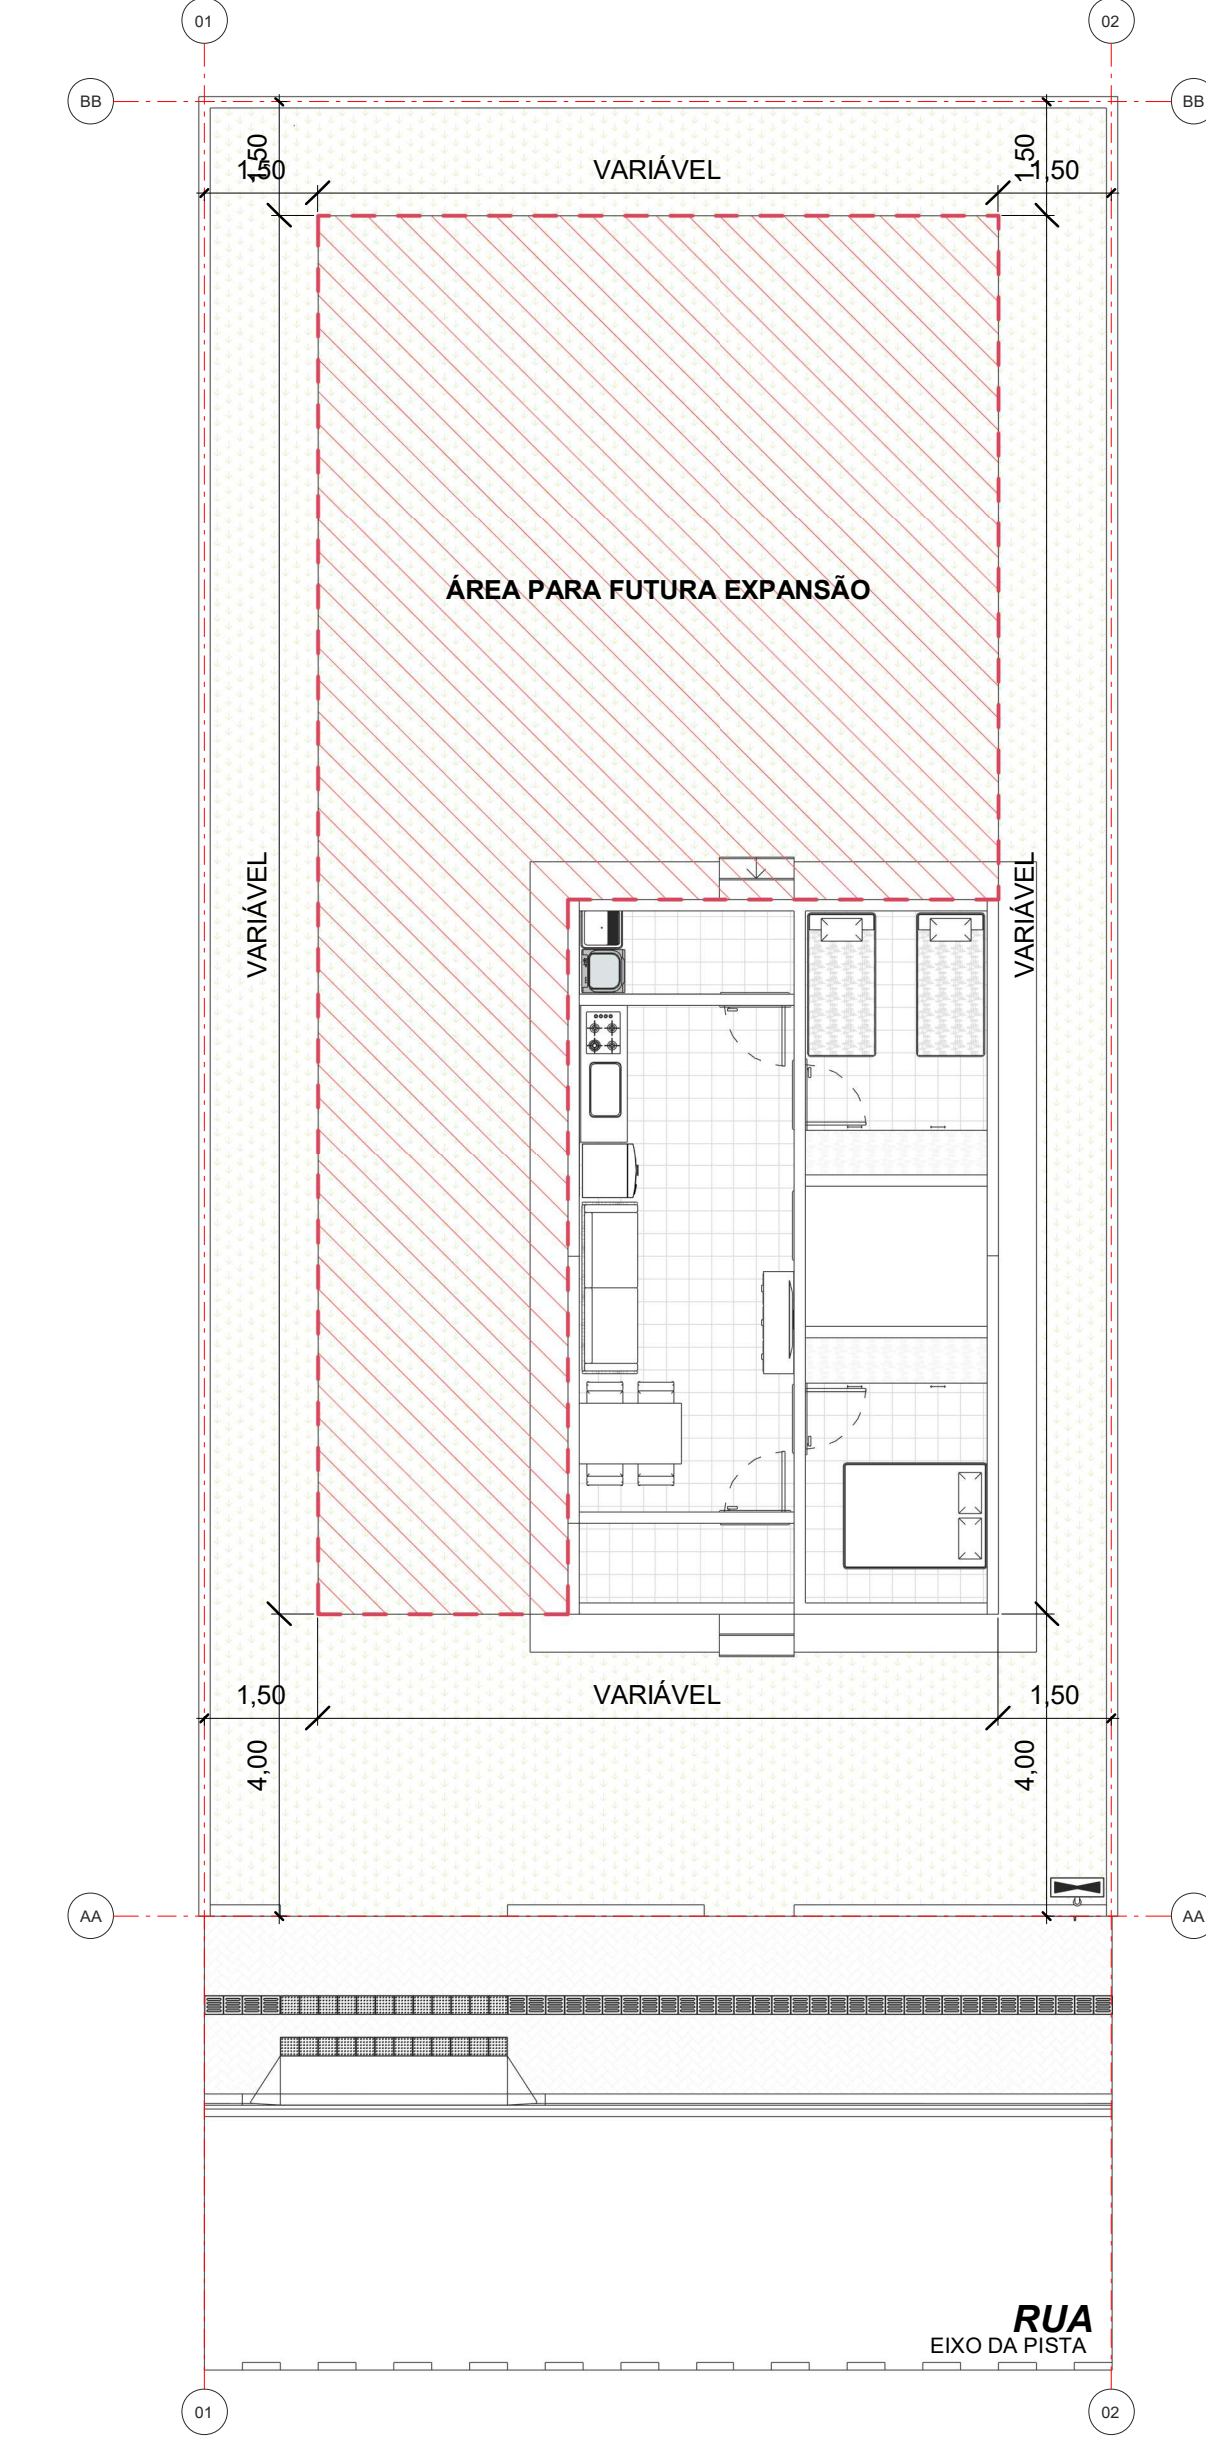 01
02
BB
BB
1,50
1,50
1,50
VARIÁVEL
1,50
ÁREA PARA FUTURA EXPANSÃO
VARIÁVEL
VARIÁVEL
1,50
VARIÁVEL
1,50
4,00
4,00
AA
AA
RUA
EIXO DA PISTA
01
02